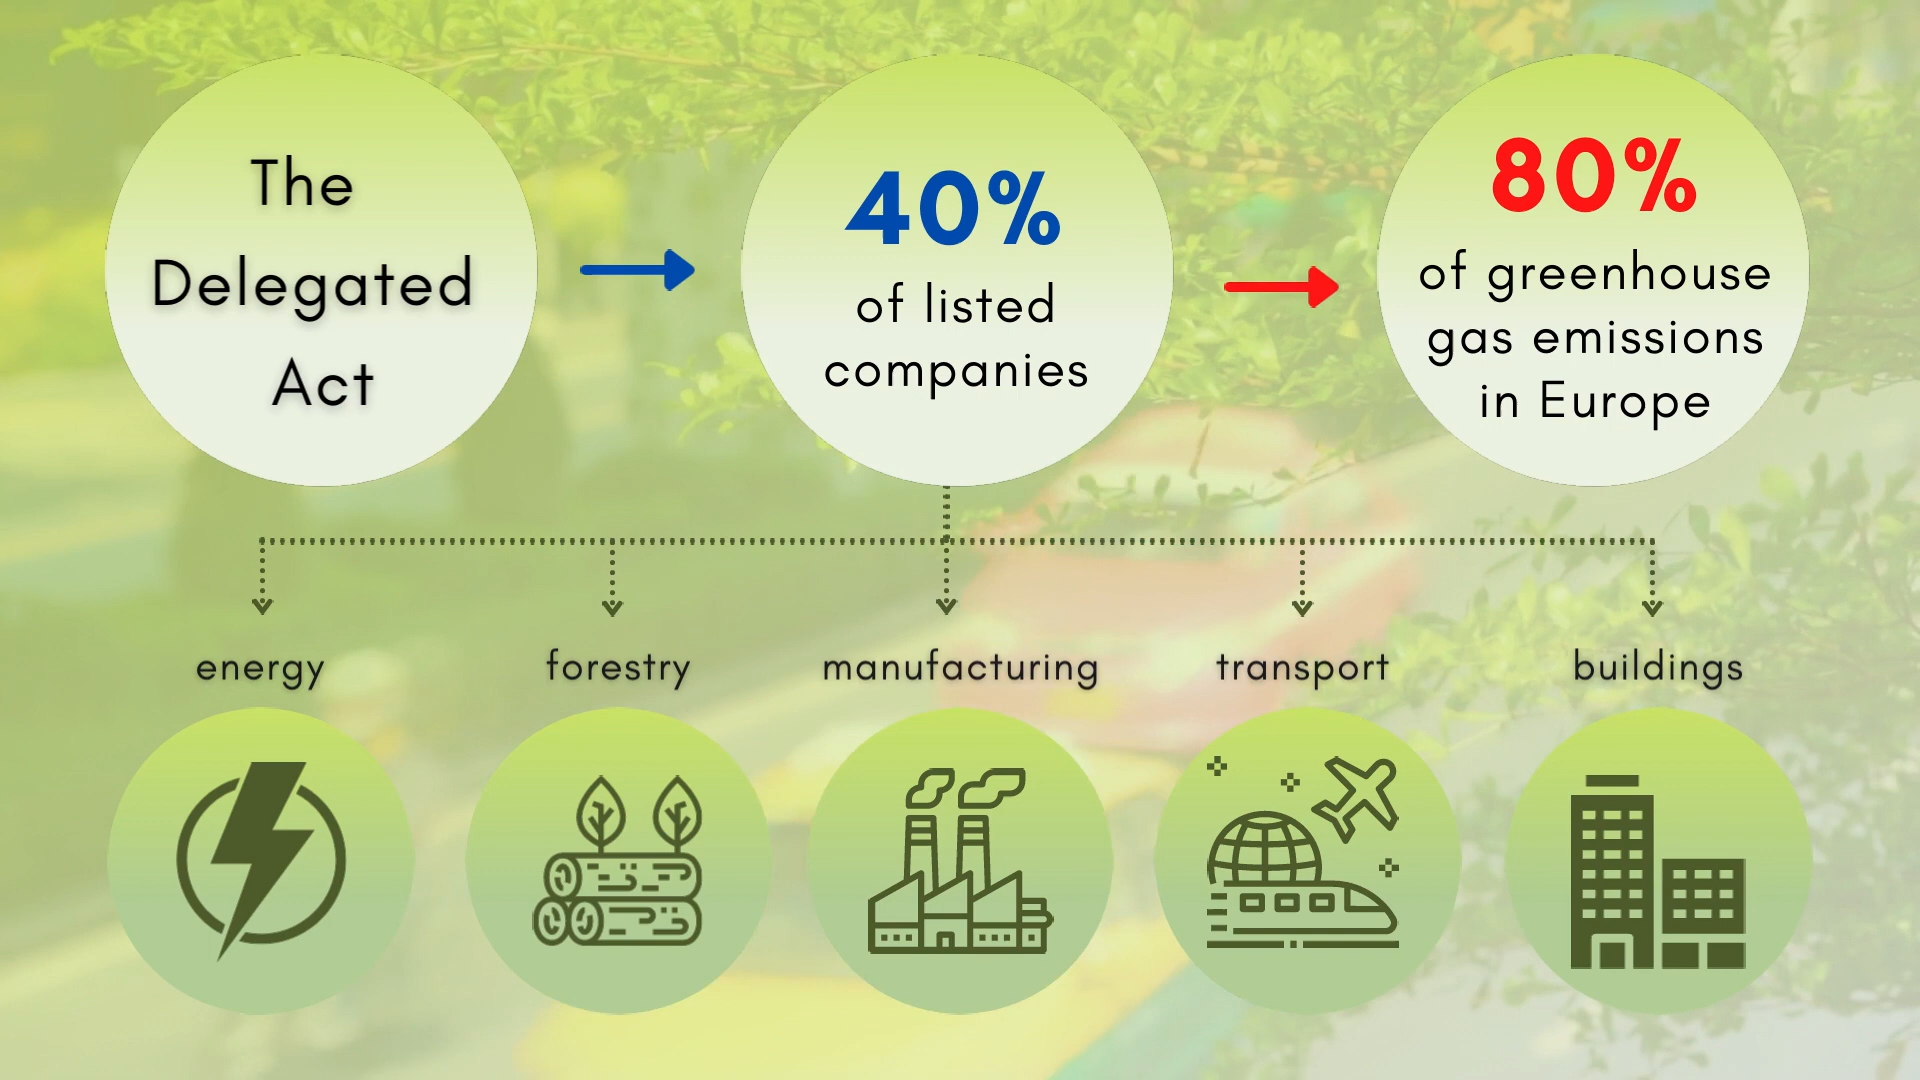 The
Delegated
Act
40%
of listed
companies
80%
of greenhouse
gas emissions
in Europe
energy
forestry
manufacturing
transport
buildings